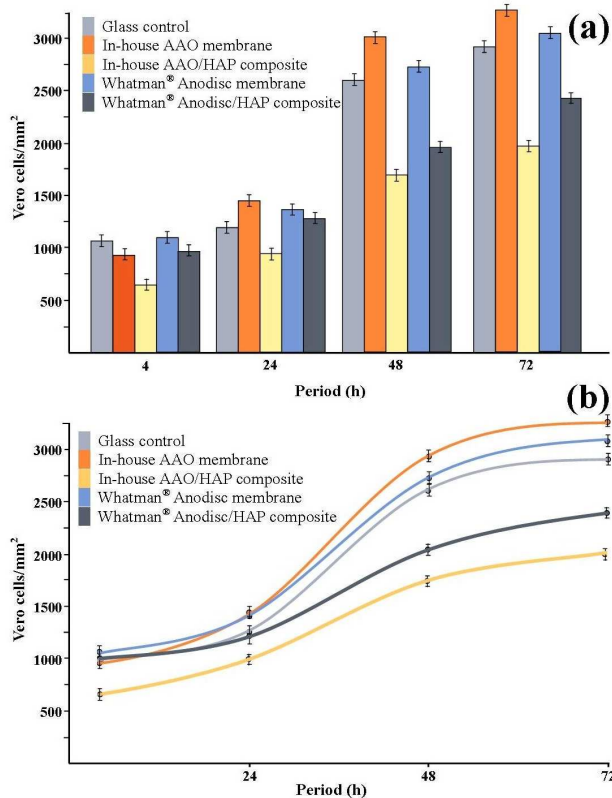 (a)
Glass control
In-house AAO membrane
In-house AAO/HAP composite
Whatman® Anodisc membrane
Whatman® Anodisc/HAP composite
Vero cells/mm²
3000
2500
2000
1500
1000
500
4 24 48 72
Period (h)
(b)
Glass control
In-house AAO membrane
In-house AAO/HAP composite
Whatman® Anodisc membrane
Whatman® Anodisc/HAP composite
Vero cells/mm²
3000
2500
2000
1500
1000
500
24 48 72
Period (h)